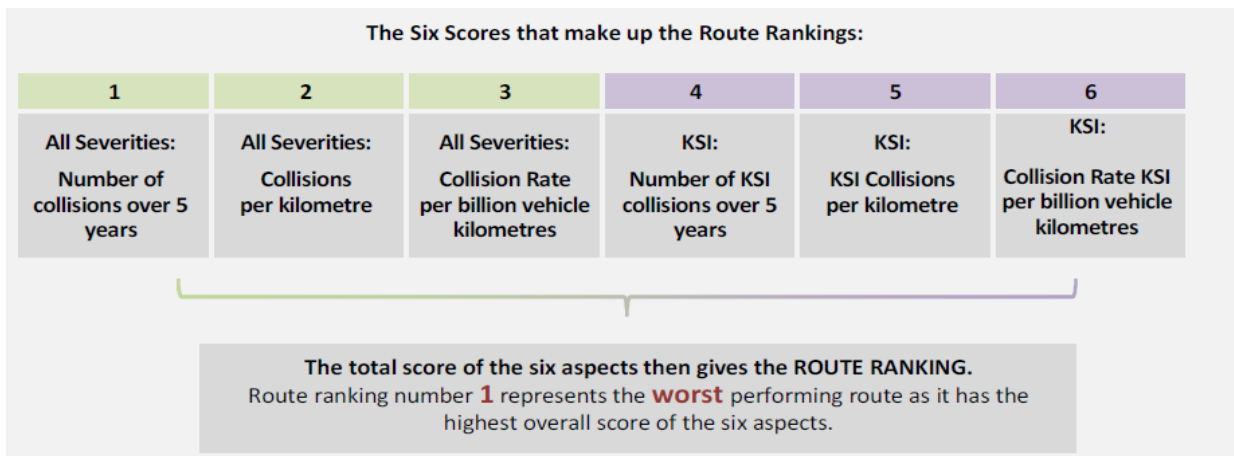 The Six Scores that make up the Route Rankings:
1
2
3
4
5
6
All Severities:
Number of
collisions over 5
years
All Severities:
Collisions
per kilometre
All Severities:
Collision Rate
per billion vehicle
kilometres
KSI:
Number of KSI
collisions over 5
years
KSI:
KSI Collisions
per kilometre
KSI:
Collision Rate KSI
per billion vehicle
kilometres
The total score of the six aspects then gives the ROUTE RANKING.
Route ranking number 1 represents the worst performing route as it has the
highest overall score of the six aspects.